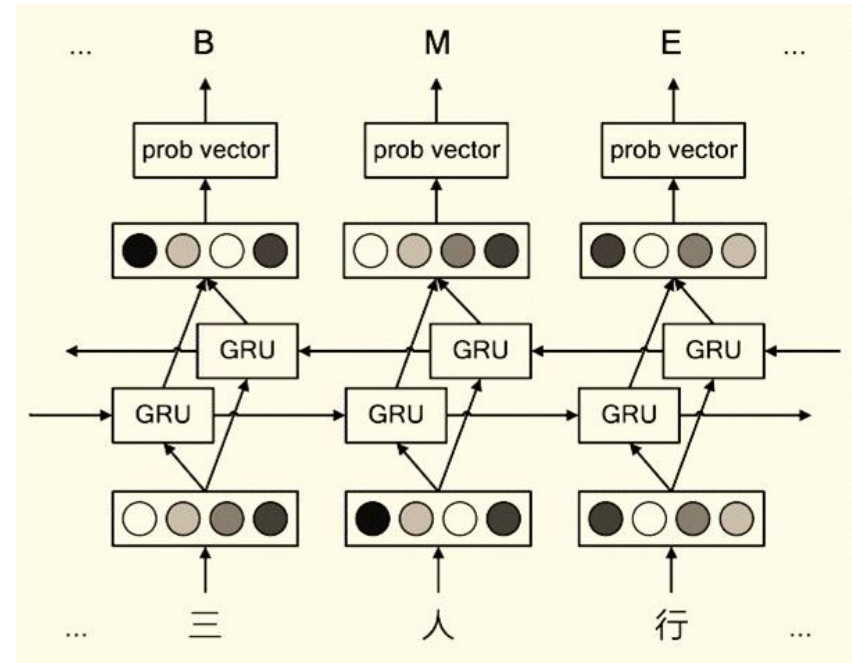 ... B M E ...
prob vector prob vector prob vector
GRU GRU GRU
GRU GRU GRU
... 三 人 行 ...